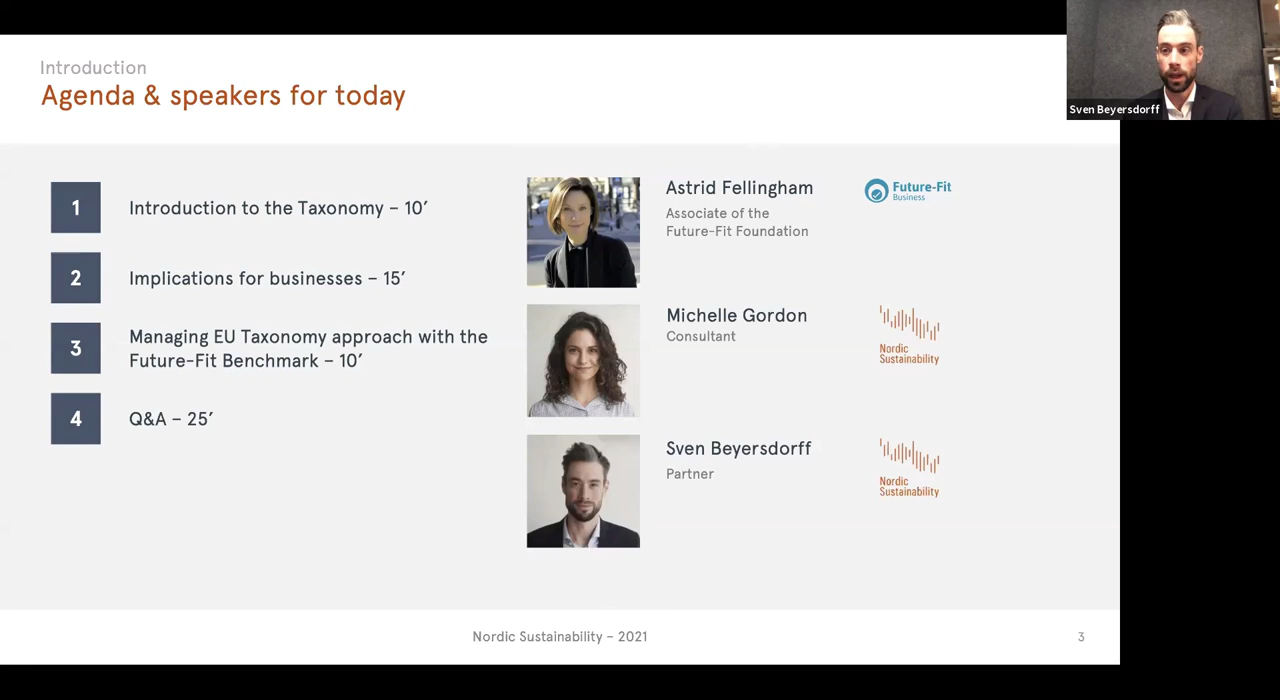 Introduction
Agenda & speakers for today
Sven Beyersdorff
1
Introduction to the Taxonomy – 10’
2
Implications for businesses – 15’
3
Managing EU Taxonomy approach with the
Future-Fit Benchmark – 10’
4
Q&A – 25’
Astrid Fellingham
Associate of the
Future-Fit Foundation
Future-Fit
Business
Michelle Gordon
Consultant
Nordic
Sustainability
Sven Beyersdorff
Partner
Nordic
Sustainability
Nordic Sustainability – 2021
3